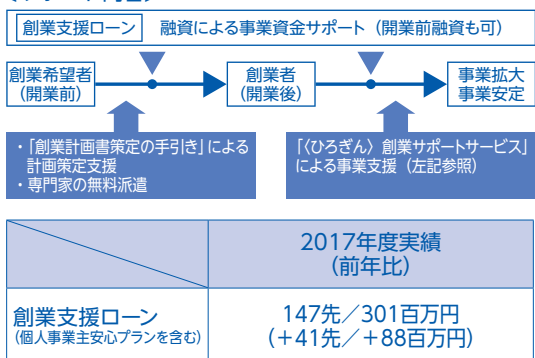 創業支援ローン 融資による事業資金サポート（開業前融資も可）
創業希望者
（開業前）
創業者
（開業後）
事業拡大
事業安定
・「創業計画書策定の手引き」による
計画策定支援
・専門家の無料派遣
「〈ひろぎん〉創業サポートサービス」
による事業支援（左記参照）
2017年度実績
（前年比）
創業支援ローン
（個人事業主安心プランを含む）
147先／301百万円
（＋41先／＋88百万円）